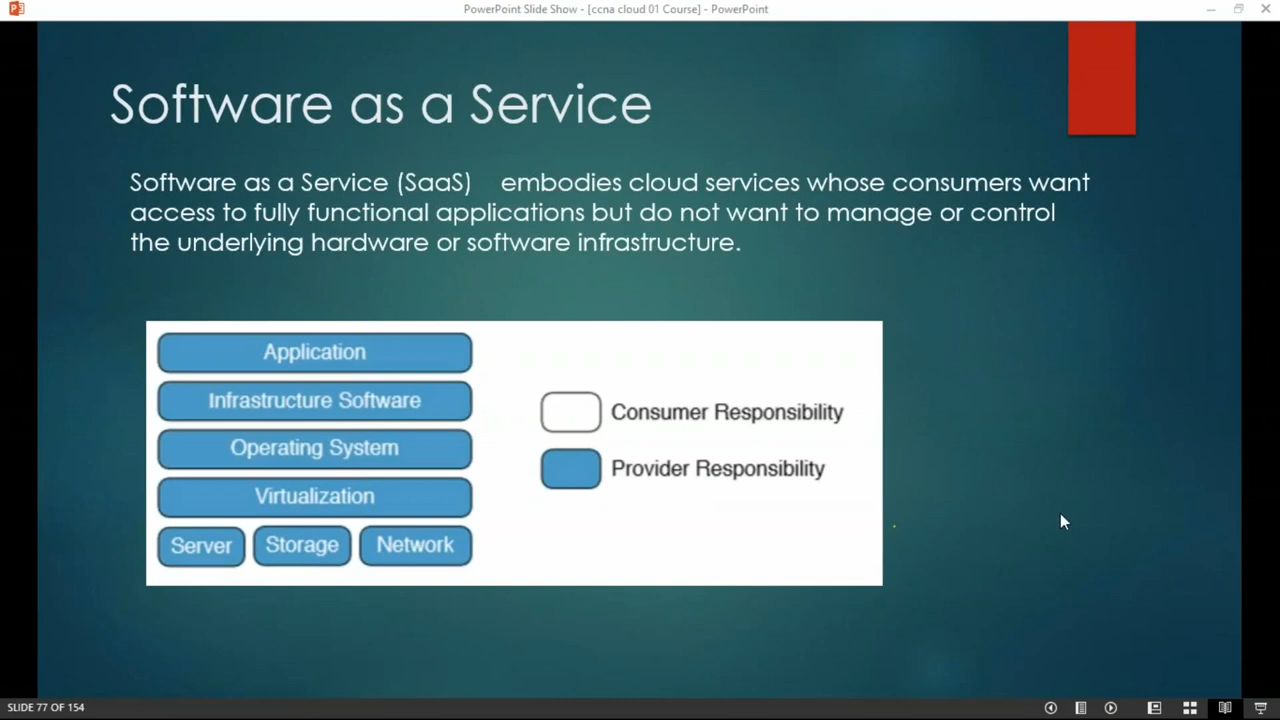 PowerPoint Slide Show - [ccna cloud 01 Course] - PowerPoint
Software as a Service
Software as a Service (SaaS) embodies cloud services whose consumers want
access to fully functional applications but do not want to manage or control
the underlying hardware or software infrastructure.
Application
Infrastructure Software
Operating System
Virtualization
Server Storage Network
Consumer Responsibility
Provider Responsibility
SLIDE 77 OF 154